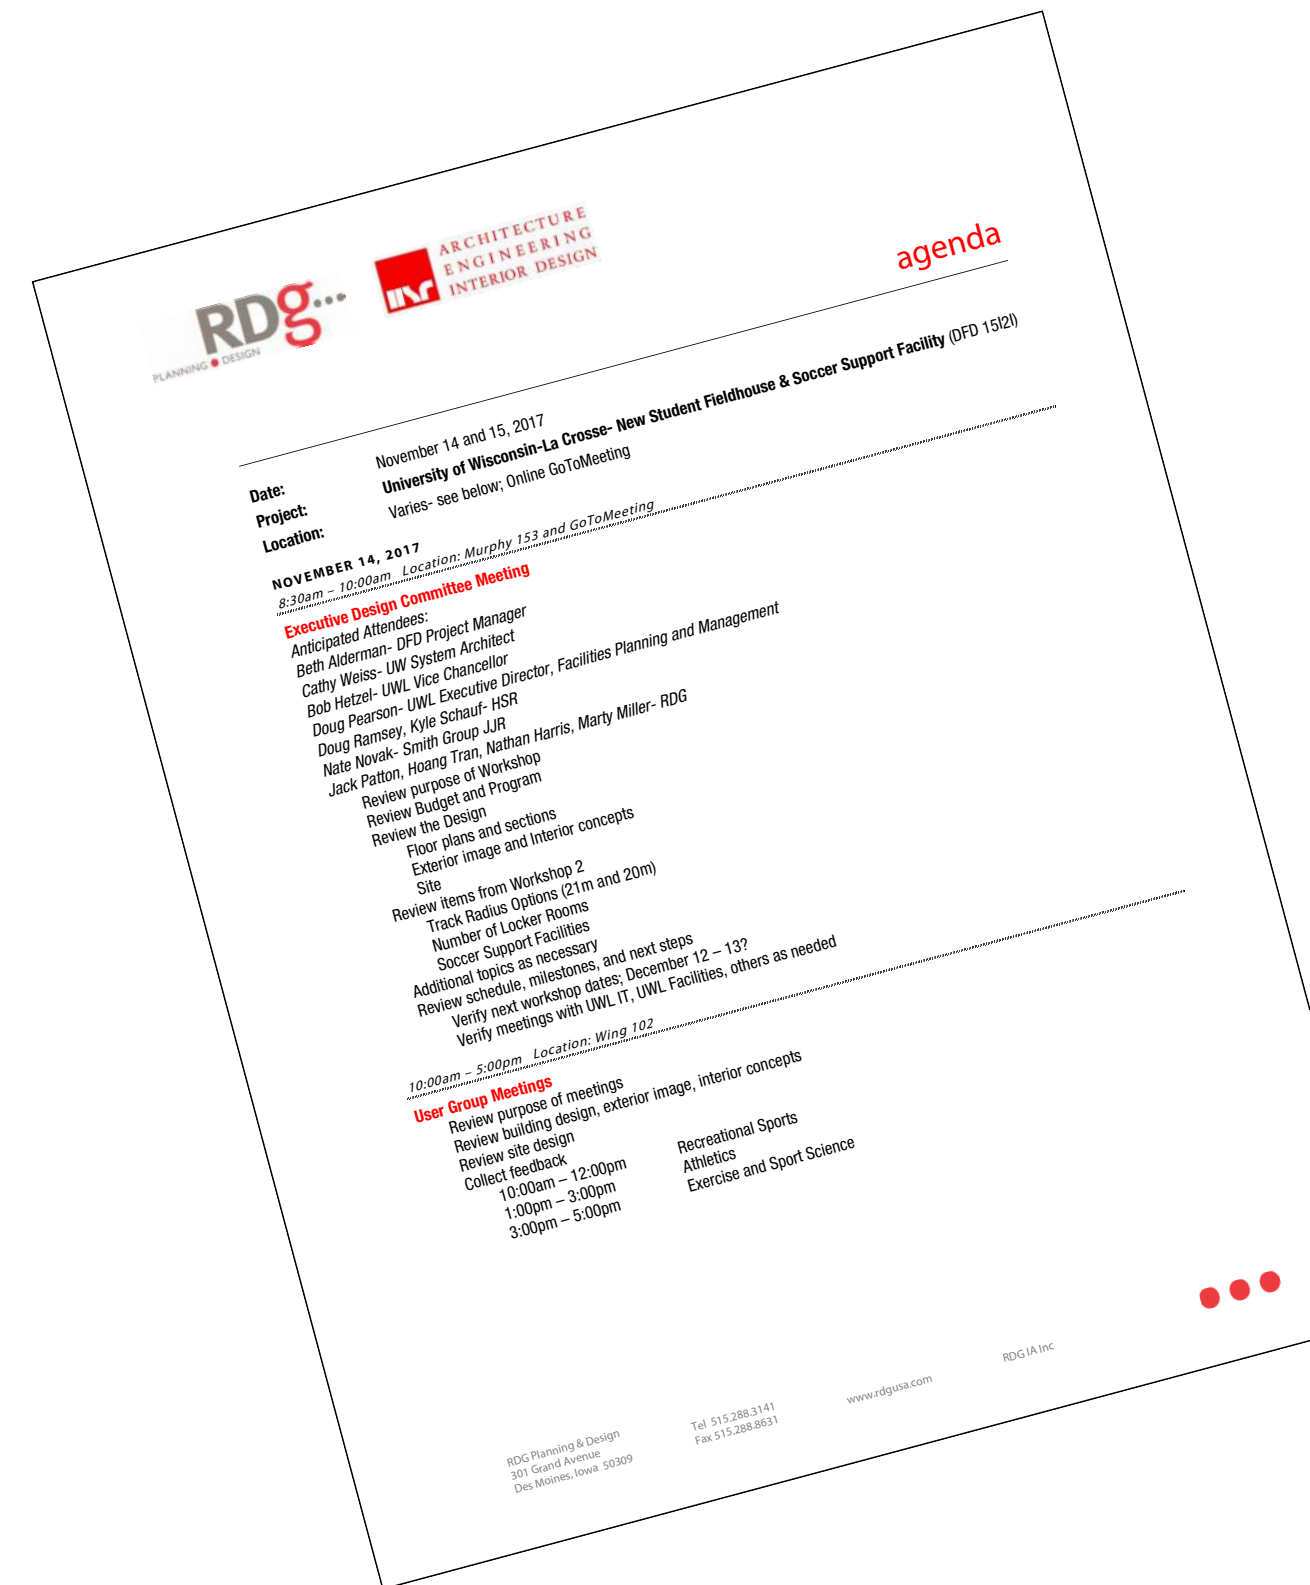 RDg...
PLANNING ● DESIGN
HSR
ARCHITECTURE
ENGINEERING
INTERIOR DESIGN
agenda
Date: November 14 and 15, 2017
Project: University of Wisconsin-La Crosse- New Student Fieldhouse & Soccer Support Facility (DFD 15I2I)
Location: Varies- see below; Online GoToMeeting
NOVEMBER 14, 2017
8:30am – 10:00am Location: Murphy 153 and GoToMeeting
Executive Design Committee Meeting
Anticipated Attendees:
Beth Alderman- DFD Project Manager
Cathy Weiss- UW System Architect
Bob Hetzel- UWL Vice Chancellor
Doug Pearson- UWL Executive Director, Facilities Planning and Management
Doug Ramsey, Kyle Schauf- HSR
Nate Novak- Smith Group JJR
Jack Patton, Hoang Tran, Nathan Harris, Marty Miller- RDG
Review purpose of Workshop
Review Budget and Program
Review the Design
Floor plans and sections
Exterior image and Interior concepts
Site
Review items from Workshop 2
Track Radius Options (21m and 20m)
Number of Locker Rooms
Soccer Support Facilities
Additional topics as necessary
Review schedule, milestones, and next steps
Verify next workshop dates; December 12 – 13?
Verify meetings with UWL IT, UWL Facilities, others as needed
10:00am – 5:00pm Location: Wing 102
User Group Meetings
Review purpose of meetings
Review building design, exterior image, interior concepts
Review site design
Collect feedback
10:00am – 12:00pm Recreational Sports
1:00pm – 3:00pm Athletics
3:00pm – 5:00pm Exercise and Sport Science
RDG Planning & Design
301 Grand Avenue
Des Moines, Iowa 50309
Tel 515.288.3141
Fax 515.288.8631
www.rdgusa.com
RDG IA Inc